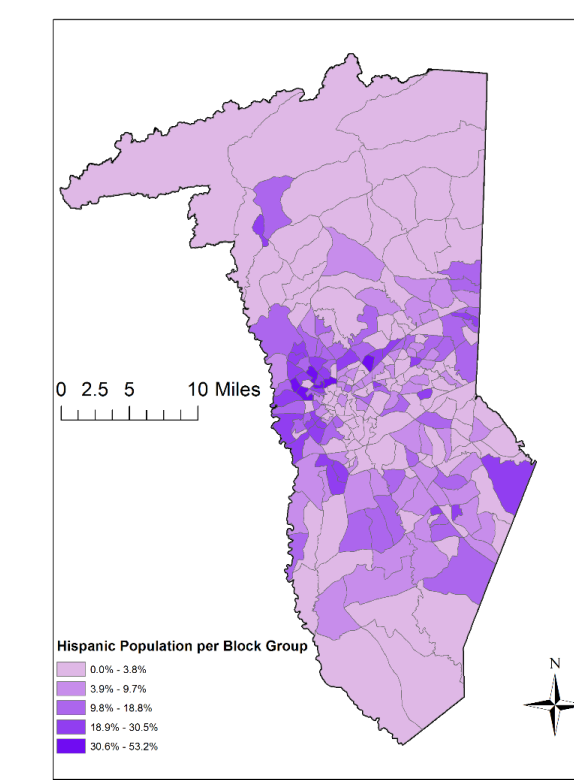 0 2.5 5 10 Miles
Hispanic Population per Block Group
0.0% - 3.8%
3.9% - 9.7%
9.8% - 18.8%
18.9% - 30.5%
30.6% - 53.2%
N